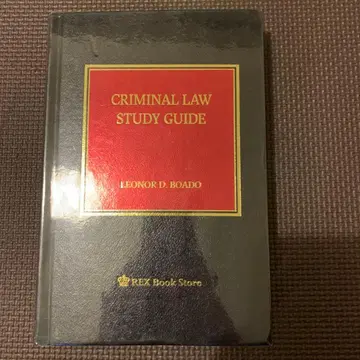 CRIMINAL LAW
STUDY GUIDE
LEONOR D. BOADO
REX Book Store